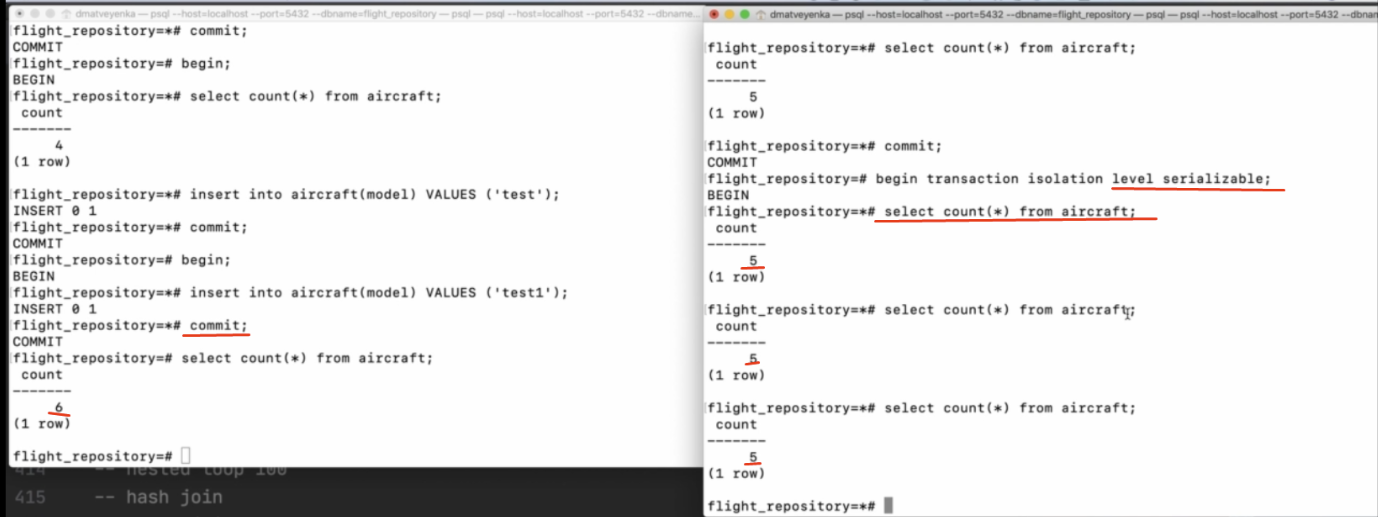 dmatveyenka — psql --host=localhost --port=5432 --dbname=flight_repository — psql — psql --host=localhost --port=5432 --dbname...
flight_repository=*# commit;
COMMIT
flight_repository=# begin;
BEGIN
flight_repository=*# select count(*) from aircraft;
count
-------
4
(1 row)
flight_repository=*# insert into aircraft(model) VALUES ('test');
INSERT 0 1
flight_repository=*# commit;
COMMIT
flight_repository=# begin;
BEGIN
flight_repository=*# insert into aircraft(model) VALUES ('test1');
INSERT 0 1
flight_repository=*# commit;
COMMIT
flight_repository=# select count(*) from aircraft;
count
-------
6
(1 row)
flight_repository=#
414 -- nested loop 100
415 -- hash join
dmatveyenka — psql --host=localhost --port=5432 --dbname=flight_repository — psql — psql --host=localhost --port=5432 --dbnam
flight_repository=*# select count(*) from aircraft;
count
-------
5
(1 row)
flight_repository=*# commit;
COMMIT
flight_repository=# begin transaction isolation level serializable;
BEGIN
flight_repository=*# select count(*) from aircraft;
count
-------
5
(1 row)
flight_repository=*# select count(*) from aircraft;
count
-------
5
(1 row)
flight_repository=*# select count(*) from aircraft;
count
-------
5
(1 row)
flight_repository=*#